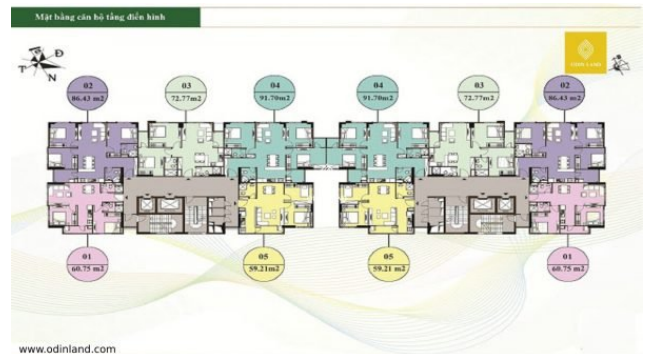 Mặt bằng căn hộ tầng điển hình
Đ
T
N
ODIN LAND
02
86.43 m2
03
72.77m2
04
91.70m2
04
91.70m2
03
72.77m2
02
86.43 m2
01
60.75 m2
05
59.21m2
05
59.21 m2
01
60.75 m2
www.odinland.com